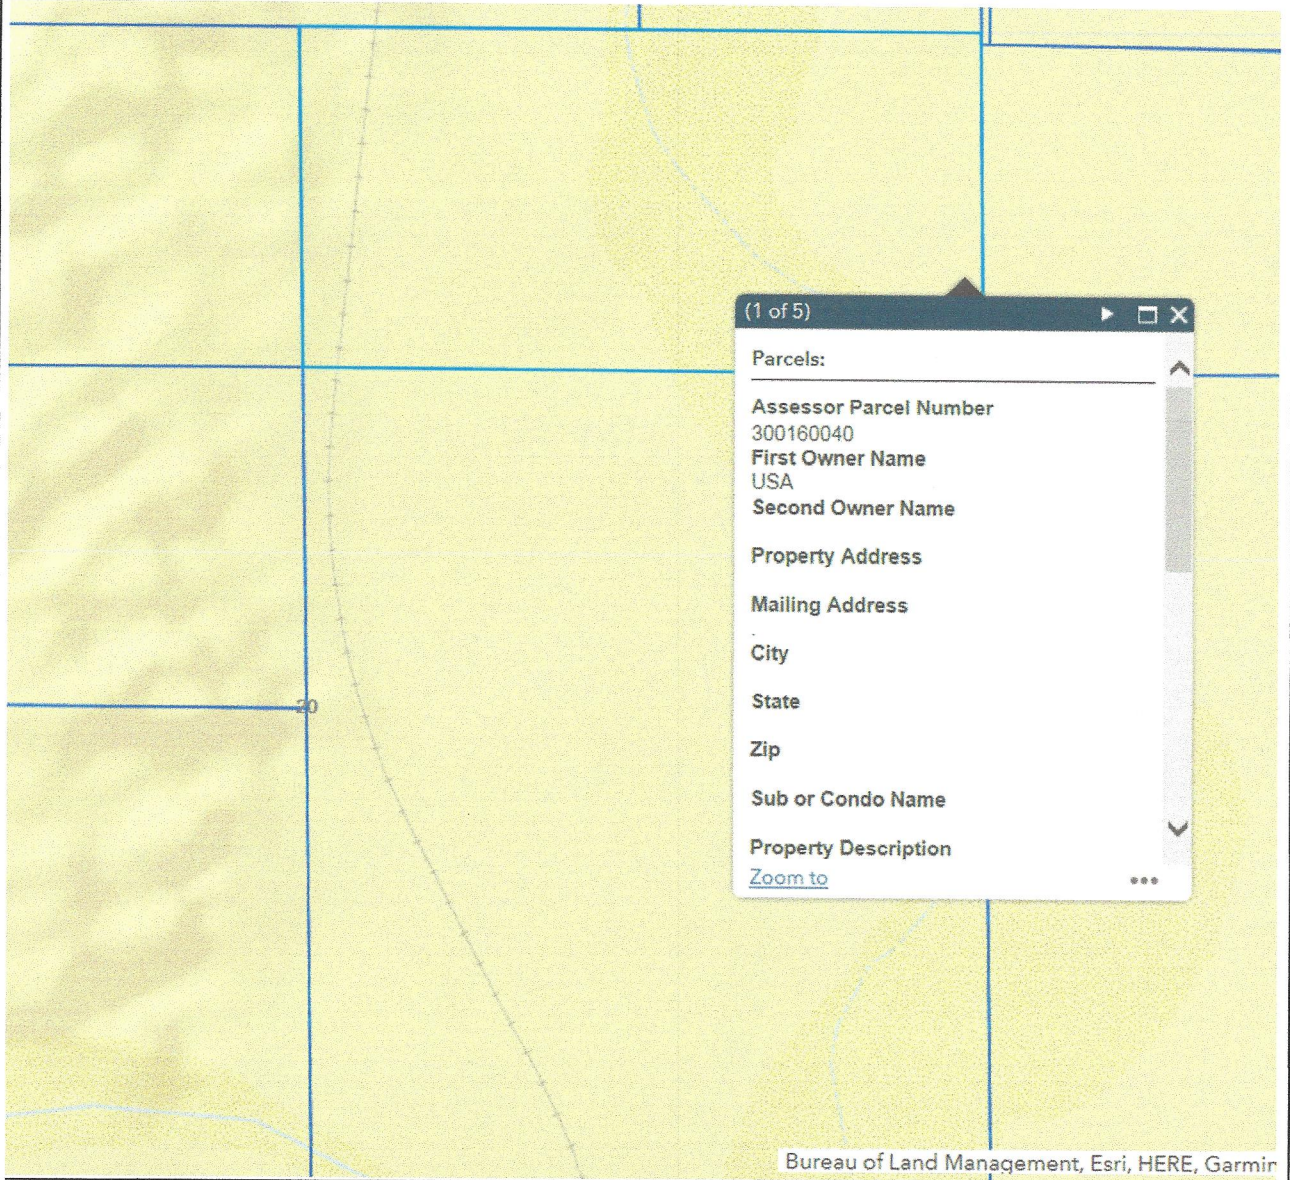 (1 of 5)
Parcels:
Assessor Parcel Number
300160040
First Owner Name
USA
Second Owner Name
Property Address
Mailing Address
.
City
State
Zip
20
Sub or Condo Name
Property Description
Zoom to
Bureau of Land Management, Esri, HERE, Garmin